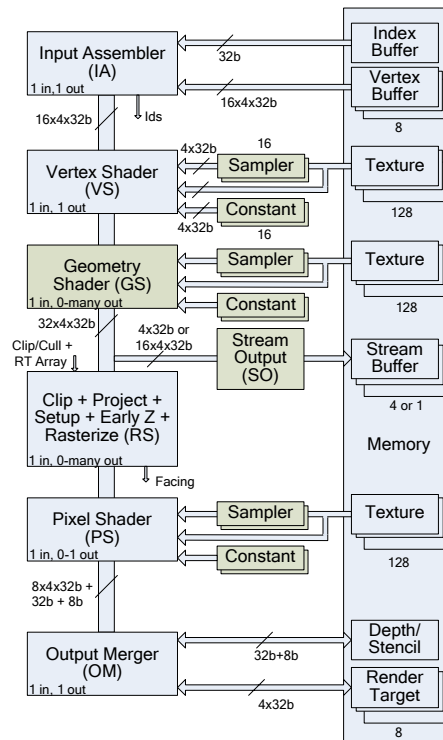 Input Assembler
(IA)
1 in,1 out
32b
Index
Buffer
16x4x32b
Vertex
Buffer
8
16x4x32b
Ids
Vertex Shader
(VS)
1 in, 1 out
4x32b
16
Sampler
Texture
4x32b
Constant
16
128
Geometry
Shader (GS)
1 in, 0-many out
Sampler
Texture
Constant
128
32x4x32b
Clip/Cull +
RT Array
4x32b or
16x4x32b
Stream
Output
(SO)
Stream
Buffer
4 or 1
Clip + Project +
Setup + Early Z +
Rasterize (RS)
1 in, 0-many out
Memory
Facing
Pixel Shader
(PS)
1 in, 0-1 out
Sampler
Texture
Constant
128
8x4x32b +
32b + 8b
Output Merger
(OM)
1 in, 1 out
32b+8b
Depth/
Stencil
4x32b
Render
Target
8